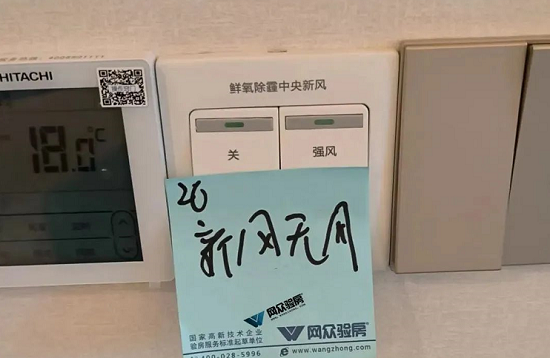 HITACHI
18.0℃
鲜氧除霾中央新风
关
强风
26
新风无风
网众验房
国家高新技术企业
验房服务标准起草单位
网众验房
400-028-5996
www.wangzhong.com